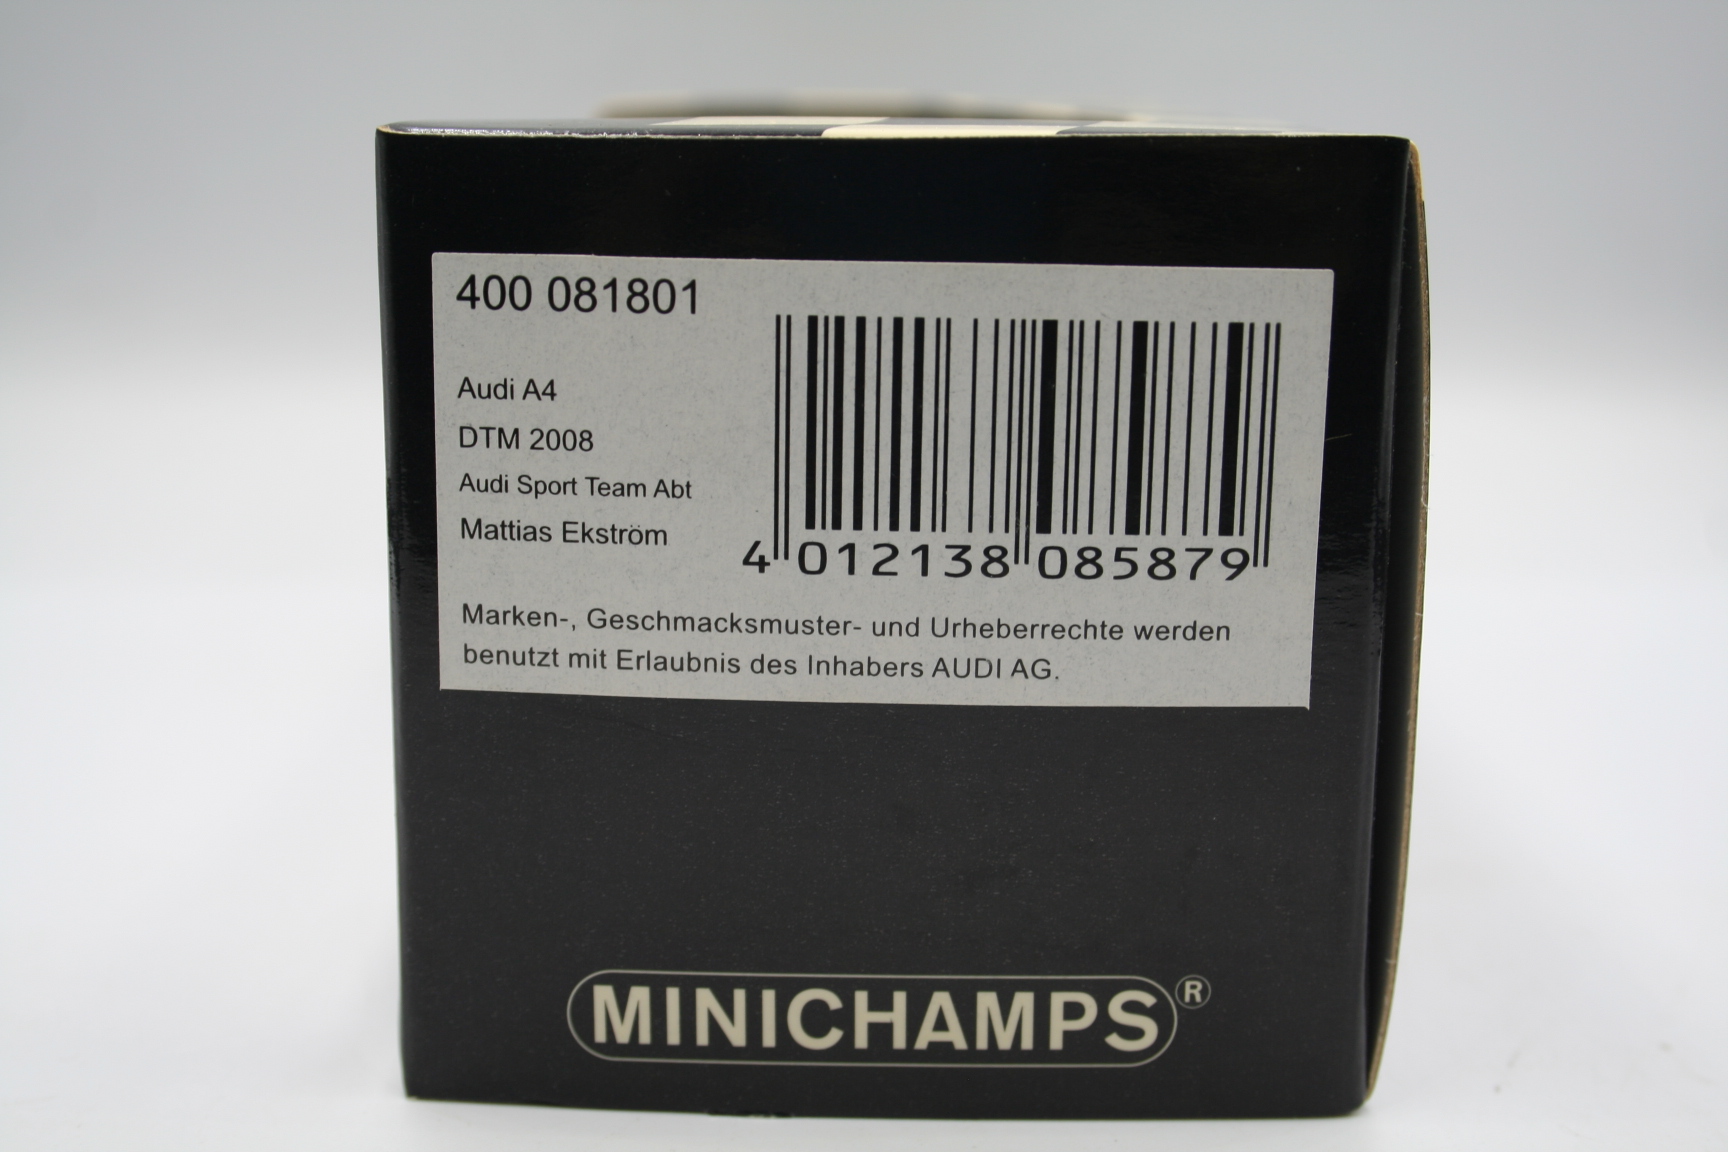 400 081801
Audi A4
DTM 2008
Audi Sport Team Abt
Mattias Ekström
4 012138 085879
Marken-, Geschmacksmuster- und Urheberrechte werden
benutzt mit Erlaubnis des Inhabers AUDI AG.
MINICHAMPS®